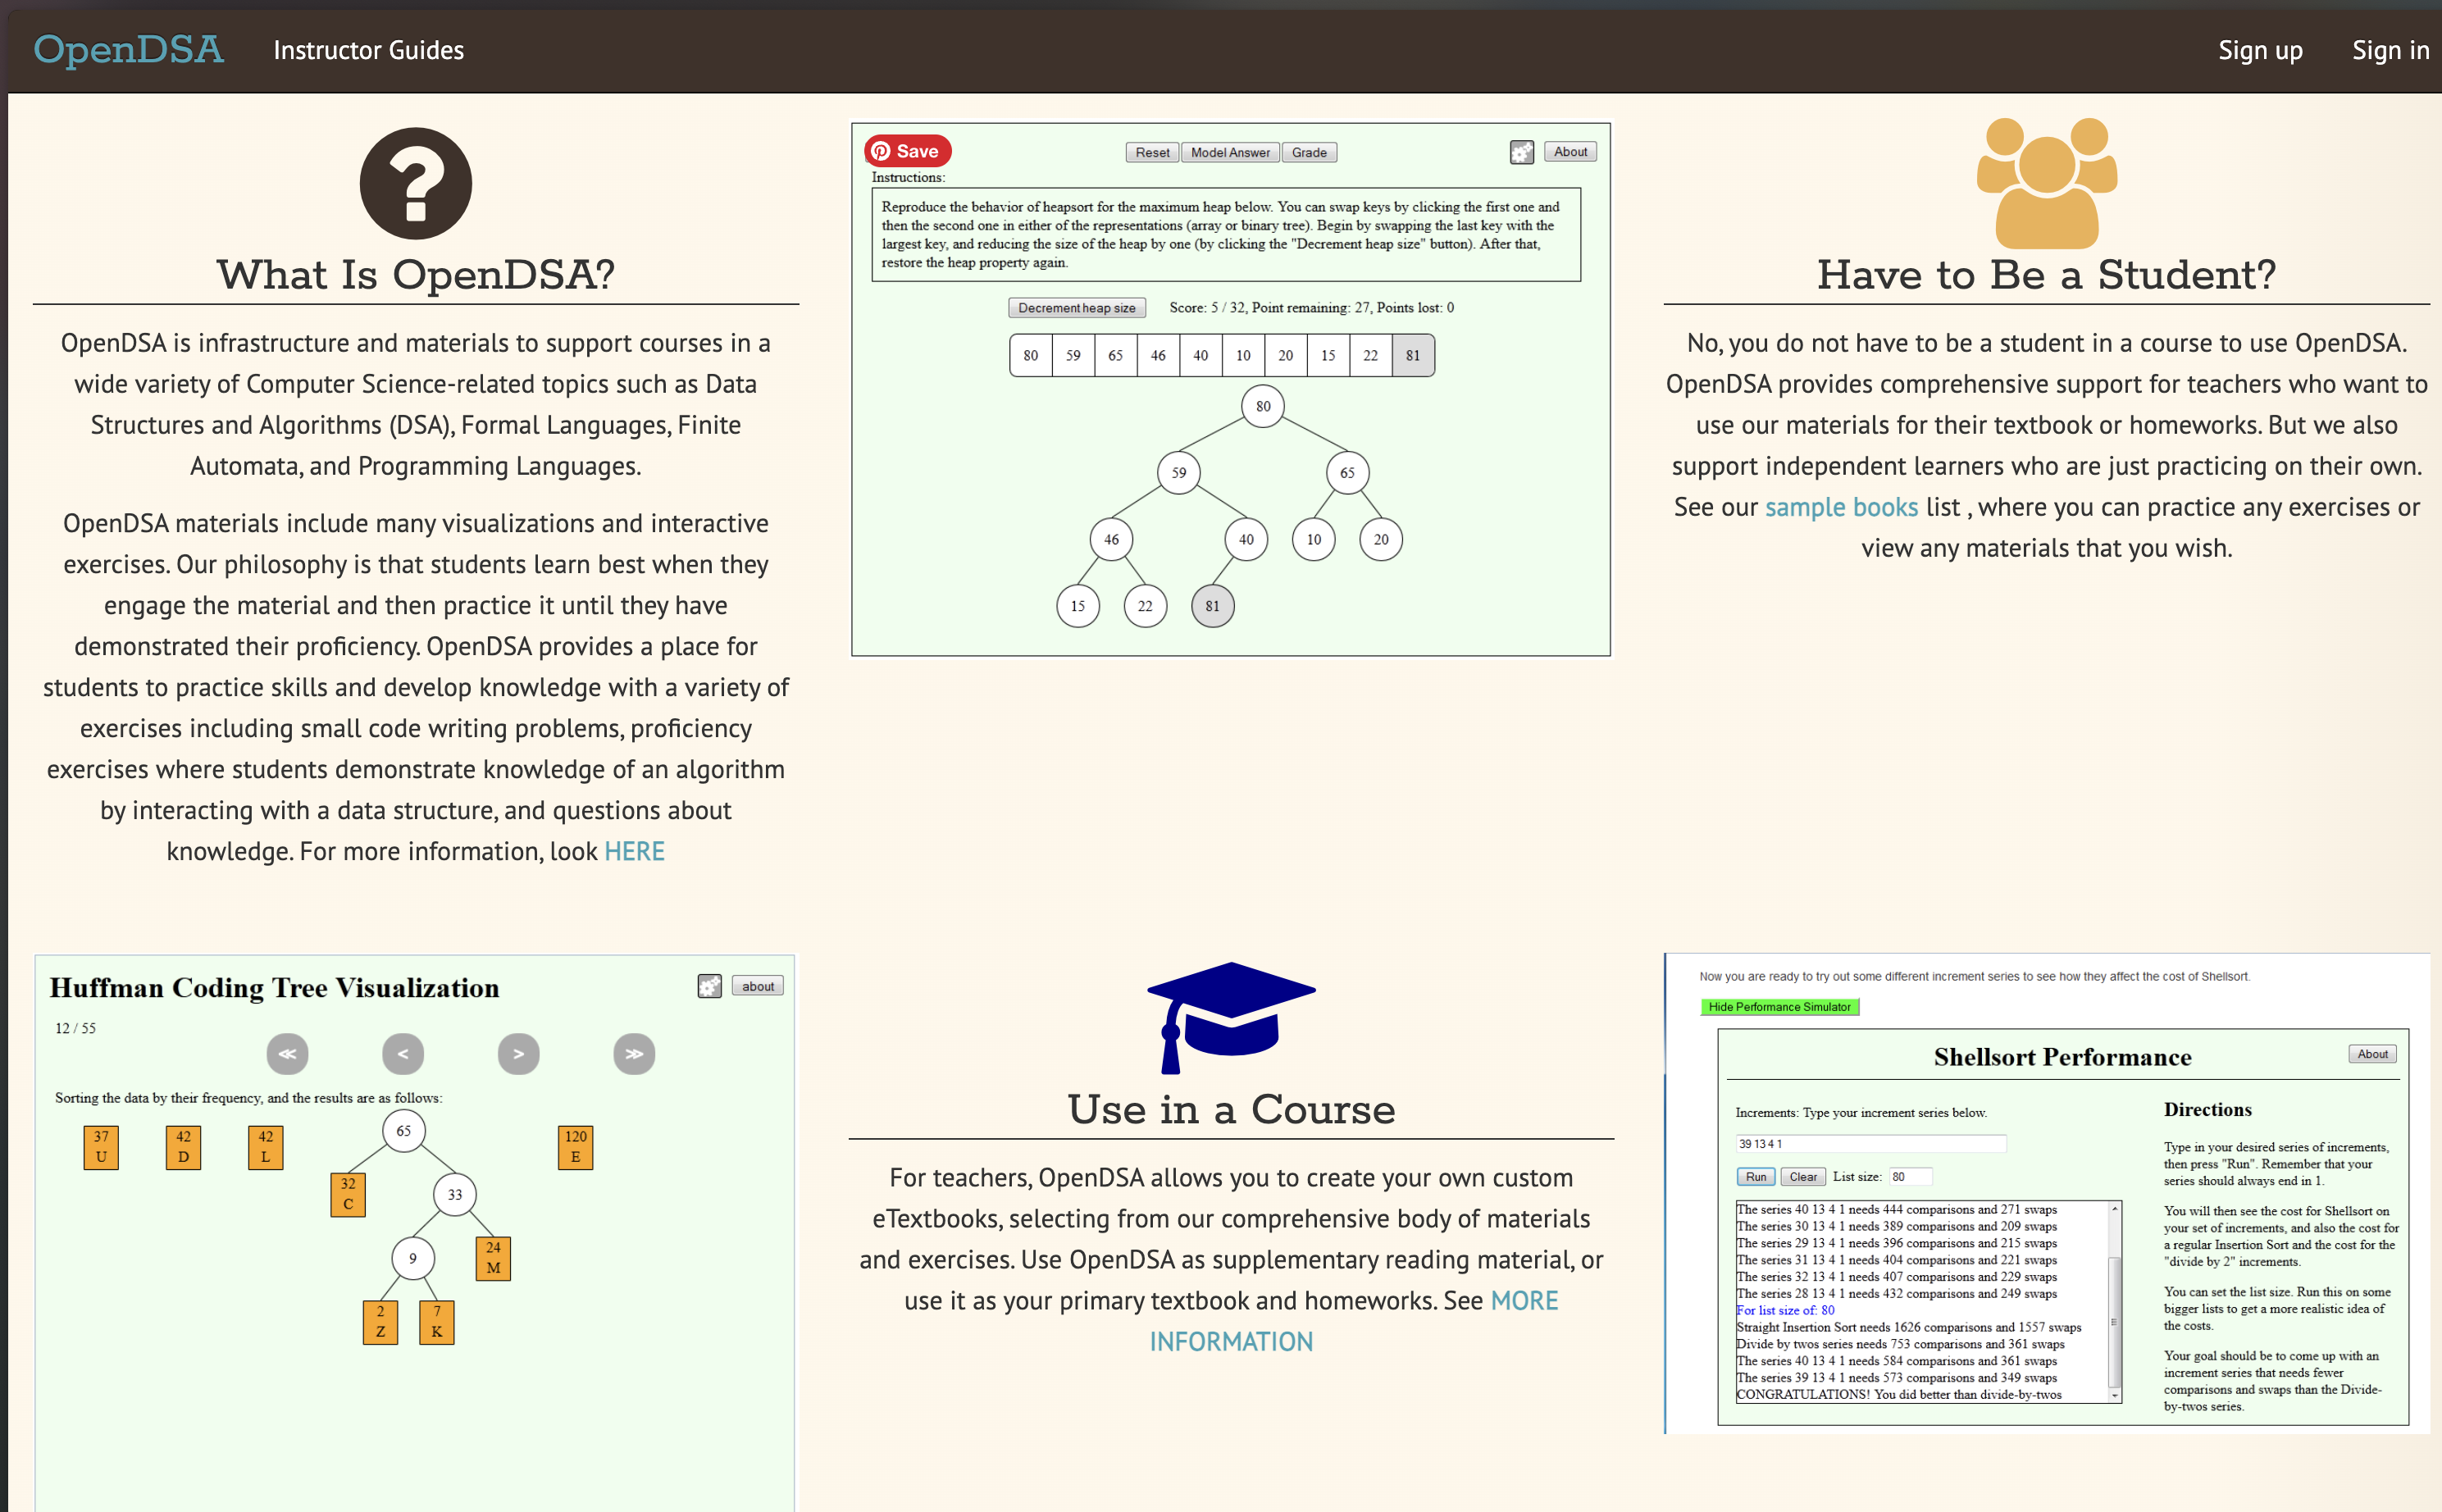 OpenDSA Instructor Guides Sign up Sign in
What Is OpenDSA?
OpenDSA is infrastructure and materials to support courses in a
wide variety of Computer Science-related topics such as Data
Structures and Algorithms (DSA), Formal Languages, Finite
Automata, and Programming Languages.
OpenDSA materials include many visualizations and interactive
exercises. Our philosophy is that students learn best when they
engage the material and then practice it until they have
demonstrated their proficiency. OpenDSA provides a place for
students to practice skills and develop knowledge with a variety of
exercises including small code writing problems, proficiency
exercises where students demonstrate knowledge of an algorithm
by interacting with a data structure, and questions about
knowledge. For more information, look HERE
Save
Reset Model Answer Grade About
Instructions:
Reproduce the behavior of heapsort for the maximum heap below. You can swap keys by clicking the first one and
then the second one in either of the representations (array or binary tree). Begin by swapping the last key with the
largest key, and reducing the size of the heap by one (by clicking the "Decrement heap size" button). After that,
restore the heap property again.
Decrement heap size Score: 5 / 32, Point remaining: 27, Points lost: 0
80 59 65 46 40 10 20 15 22 81
80
59 65
46 40 10 20
15 22 81
Have to Be a Student?
No, you do not have to be a student in a course to use OpenDSA.
OpenDSA provides comprehensive support for teachers who want to
use our materials for their textbook or homeworks. But we also
support independent learners who are just practicing on their own.
See our sample books list , where you can practice any exercises or
view any materials that you wish.
Huffman Coding Tree Visualization about
12 / 55
<< < > >>
Sorting the data by their frequency, and the results are as follows:
37 42 42 65 120
U D L E
32 33
C
9 24
M
2 7
Z K
Use in a Course
For teachers, OpenDSA allows you to create your own custom
eTextbooks, selecting from our comprehensive body of materials
and exercises. Use OpenDSA as supplementary reading material, or
use it as your primary textbook and homeworks. See MORE
INFORMATION
Now you are ready to try out some different increment series to see how they affect the cost of Shellsort.
Hide Performance Simulator
Shellsort Performance About
Increments: Type your increment series below.
39 13 4 1
Run Clear List size: 80
The series 40 13 4 1 needs 444 comparisons and 271 swaps
The series 30 13 4 1 needs 389 comparisons and 209 swaps
The series 29 13 4 1 needs 396 comparisons and 215 swaps
The series 31 13 4 1 needs 404 comparisons and 221 swaps
The series 32 13 4 1 needs 407 comparisons and 229 swaps
The series 28 13 4 1 needs 432 comparisons and 249 swaps
For list size of: 80
Straight Insertion Sort needs 1626 comparisons and 1557 swaps
Divide by twos series needs 753 comparisons and 361 swaps
The series 40 13 4 1 needs 584 comparisons and 361 swaps
The series 39 13 4 1 needs 573 comparisons and 349 swaps
CONGRATULATIONS! You did better than divide-by-twos
Directions
Type in your desired series of increments,
then press "Run". Remember that your
series should always end in 1.
You will then see the cost for Shellsort on
your set of increments, and also the cost for
a regular Insertion Sort and the cost for the
"divide by 2" increments.
You can set the list size. Run this on some
bigger lists to get a more realistic idea of
the costs.
Your goal should be to come up with an
increment series that needs fewer
comparisons and swaps than the Divide-
by-twos series.